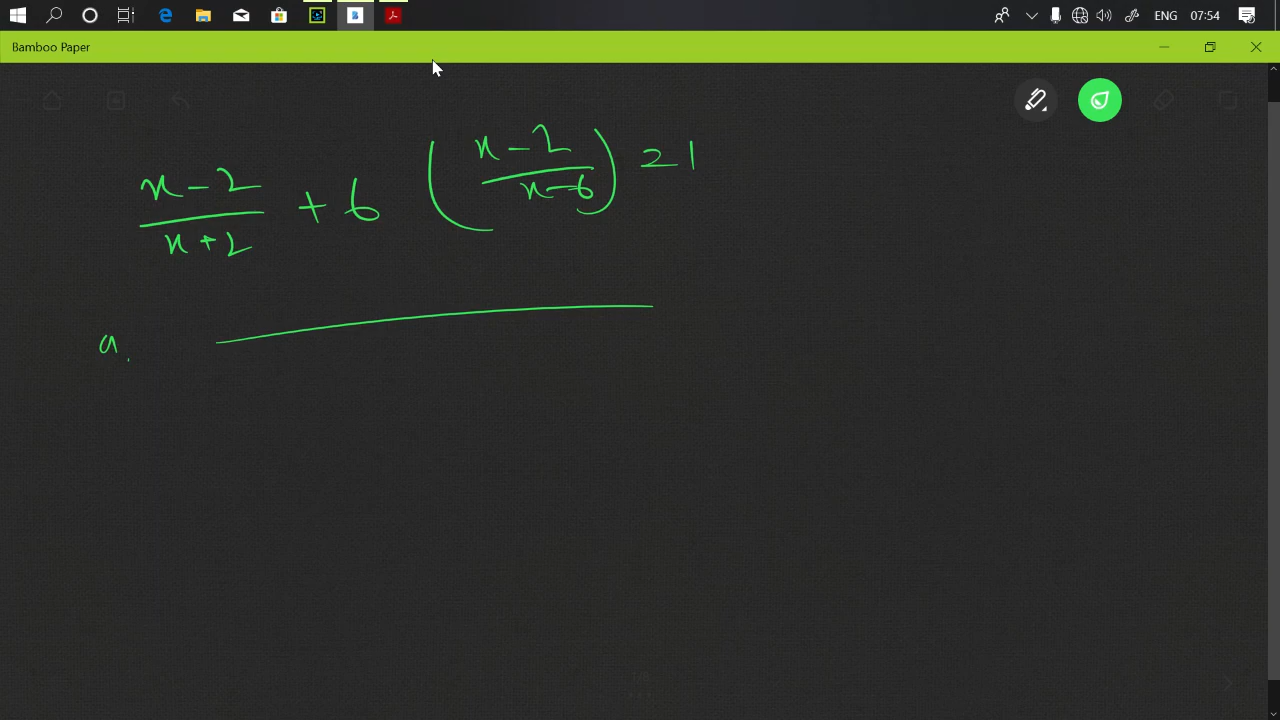 ENG 07:54
Bamboo Paper
(x-2)/(x+2) + 6 ((x-2)/(x-6)) = 1
a.